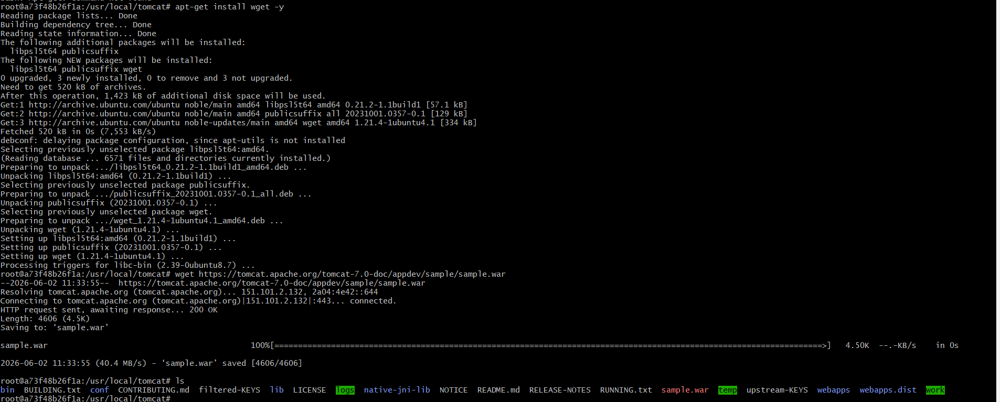 root@a73f48b26f1a:/usr/local/tomcat# apt-get install wget -y
Reading package lists... Done
Building dependency tree... Done
Reading state information... Done
The following additional packages will be installed:
  libpsl5t64 publicsuffix
The following NEW packages will be installed:
  libpsl5t64 publicsuffix wget
0 upgraded, 3 newly installed, 0 to remove and 3 not upgraded.
Need to get 520 kB of archives.
After this operation, 1,423 kB of additional disk space will be used.
Get:1 http://archive.ubuntu.com/ubuntu noble/main amd64 libpsl5t64 amd64 0.21.2-1.1build1 [57.1 kB]
Get:2 http://archive.ubuntu.com/ubuntu noble/main amd64 publicsuffix all 20231001.0357-0.1 [129 kB]
Get:3 http://archive.ubuntu.com/ubuntu noble-updates/main amd64 wget amd64 1.21.4-1ubuntu4.1 [334 kB]
Fetched 520 kB in 0s (7,553 kB/s)
debconf: delaying package configuration, since apt-utils is not installed
Selecting previously unselected package libpsl5t64:amd64.
(Reading database ... 6571 files and directories currently installed.)
Preparing to unpack .../libpsl5t64_0.21.2-1.1build1_amd64.deb ...
Unpacking libpsl5t64:amd64 (0.21.2-1.1build1) ...
Selecting previously unselected package publicsuffix.
Preparing to unpack .../publicsuffix_20231001.0357-0.1_all.deb ...
Unpacking publicsuffix (20231001.0357-0.1) ...
Selecting previously unselected package wget.
Preparing to unpack .../wget_1.21.4-1ubuntu4.1_amd64.deb ...
Unpacking wget (1.21.4-1ubuntu4.1) ...
Setting up libpsl5t64:amd64 (0.21.2-1.1build1) ...
Setting up publicsuffix (20231001.0357-0.1) ...
Setting up wget (1.21.4-1ubuntu4.1) ...
Processing triggers for libc-bin (2.39-0ubuntu8.7) ...
root@a73f48b26f1a:/usr/local/tomcat# wget https://tomcat.apache.org/tomcat-7.0-doc/appdev/sample/sample.war
--2026-06-02 11:33:55--  https://tomcat.apache.org/tomcat-7.0-doc/appdev/sample/sample.war
Resolving tomcat.apache.org (tomcat.apache.org)... 151.101.2.132, 2a04:4e42::644
Connecting to tomcat.apache.org (tomcat.apache.org)|151.101.2.132|:443... connected.
HTTP request sent, awaiting response... 200 OK
Length: 4606 (4.5K)
Saving to: ‘sample.war’
sample.war 100%[====================================================================================================================>] 4.50K --.-KB/s in 0s
2026-06-02 11:33:55 (40.4 MB/s) - ‘sample.war’ saved [4606/4606]
root@a73f48b26f1a:/usr/local/tomcat# ls
bin BUILDING.txt conf CONTRIBUTING.md filtered-KEYS lib LICENSE logs native-jni-lib NOTICE README.md RELEASE-NOTES RUNNING.txt sample.war temp upstream-KEYS webapps webapps.dist work
root@a73f48b26f1a:/usr/local/tomcat#